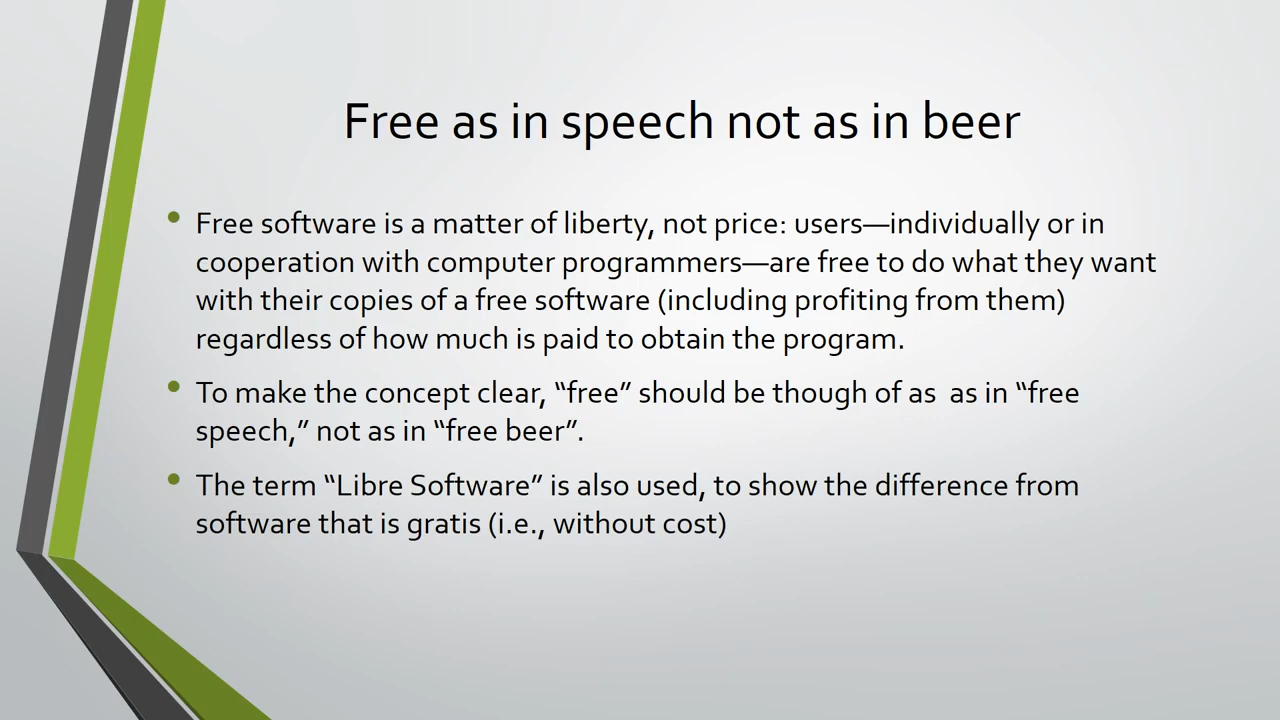 Free as in speech not as in beer
• Free software is a matter of liberty, not price: users—individually or in
cooperation with computer programmers—are free to do what they want
with their copies of a free software (including profiting from them)
regardless of how much is paid to obtain the program.
• To make the concept clear, “free” should be though of as  as in “free
speech,” not as in “free beer”.
• The term “Libre Software” is also used, to show the difference from
software that is gratis (i.e., without cost)